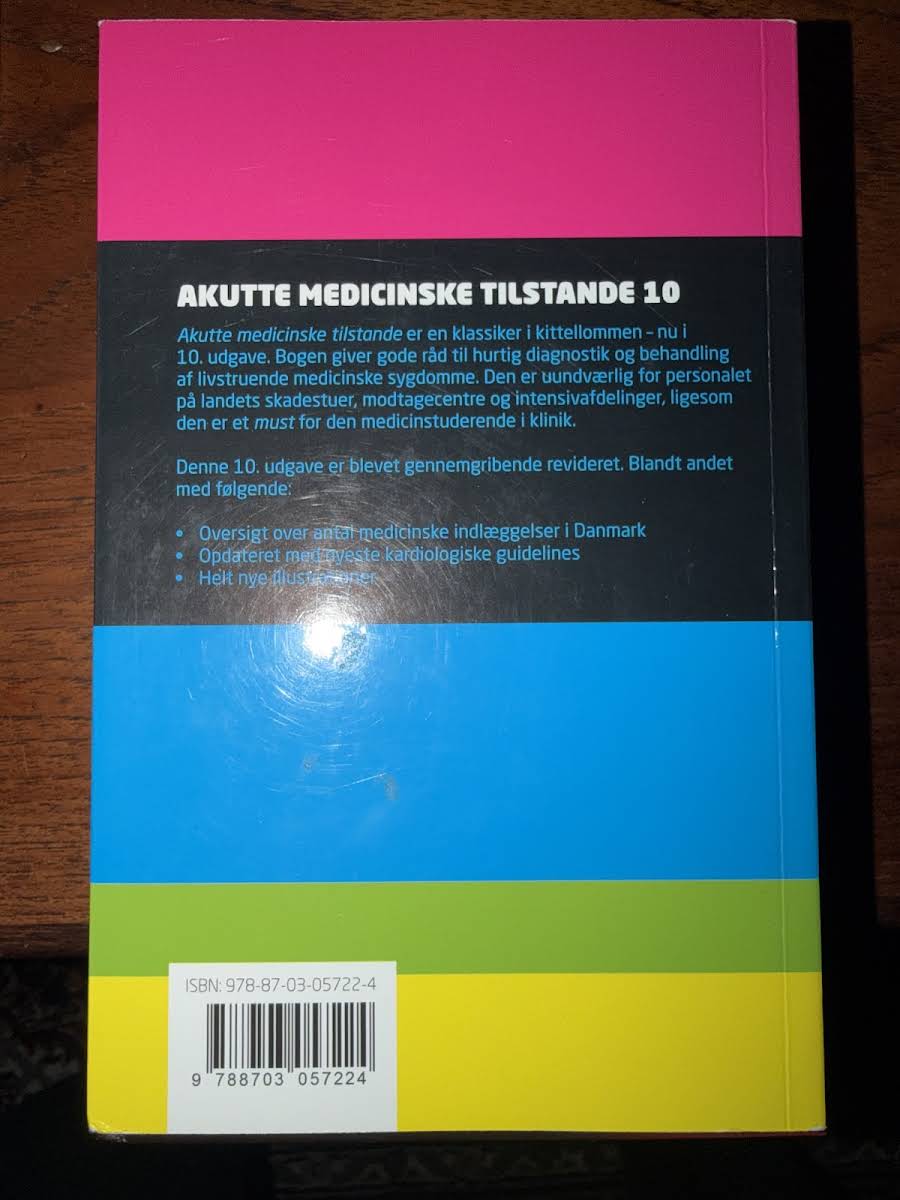 AKUTTE MEDICINSKE TILSTANDE 10
Akutte medicinske tilstande er en klassiker i kittellommen – nu i
10. udgave. Bogen giver gode råd til hurtig diagnostik og behandling
af livstruende medicinske sygdomme. Den er uundværlig for personalet
på landets skadestuer, modtagecentre og intensivafdelinger, ligesom
den er et must for den medicinstuderende i klinik.
Denne 10. udgave er blevet gennemgribende revideret. Blandt andet
med følgende:
• Oversigt over antal medicinske indlæggelser i Danmark
• Opdateret med nyeste kardiologiske guidelines
• Helt nye illustrationer
ISBN: 978-87-03-05722-4
9 788703 057224